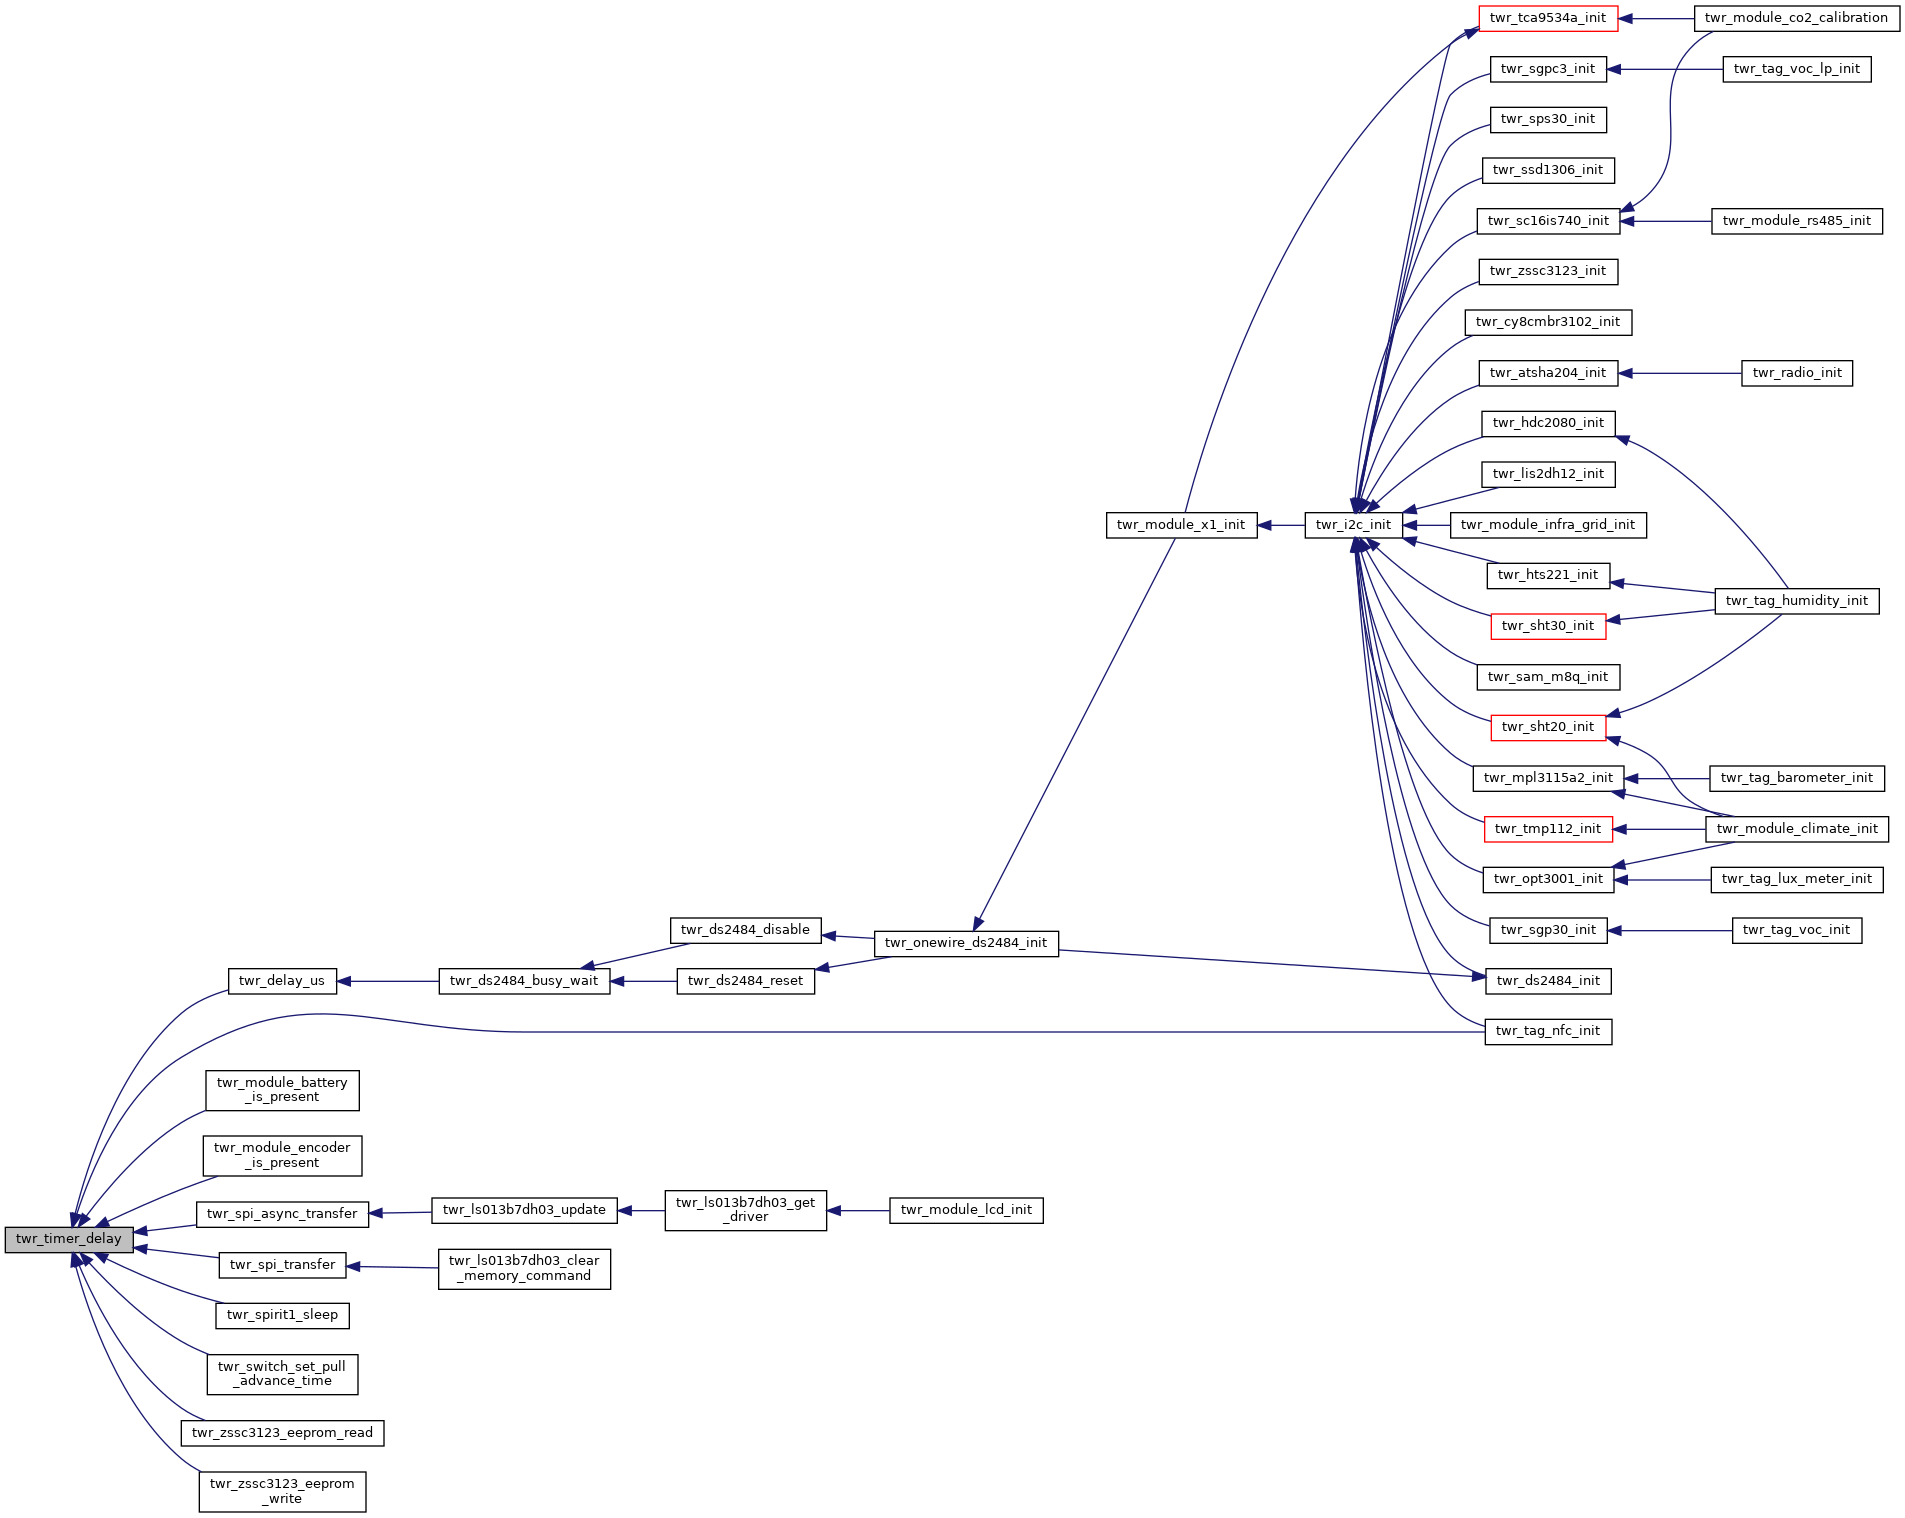 twr_tca9534a_init
twr_module_co2_calibration
twr_sgpc3_init
twr_tag_voc_lp_init
twr_sps30_init
twr_ssd1306_init
twr_sc16is740_init
twr_module_rs485_init
twr_zssc3123_init
twr_cy8cmbr3102_init
twr_atsha204_init
twr_radio_init
twr_hdc2080_init
twr_lis2dh12_init
twr_module_x1_init
twr_i2c_init
twr_module_infra_grid_init
twr_hts221_init
twr_tag_humidity_init
twr_sht30_init
twr_sam_m8q_init
twr_sht20_init
twr_mpl3115a2_init
twr_tag_barometer_init
twr_tmp112_init
twr_module_climate_init
twr_opt3001_init
twr_tag_lux_meter_init
twr_ds2484_disable
twr_onewire_ds2484_init
twr_sgp30_init
twr_tag_voc_init
twr_delay_us
twr_ds2484_busy_wait
twr_ds2484_reset
twr_ds2484_init
twr_tag_nfc_init
twr_module_battery
_is_present
twr_module_encoder
_is_present
twr_spi_async_transfer
twr_ls013b7dh03_update
twr_ls013b7dh03_get
_driver
twr_module_lcd_init
twr_timer_delay
twr_spi_transfer
twr_ls013b7dh03_clear
_memory_command
twr_spirit1_sleep
twr_switch_set_pull
_advance_time
twr_zssc3123_eeprom_read
twr_zssc3123_eeprom
_write